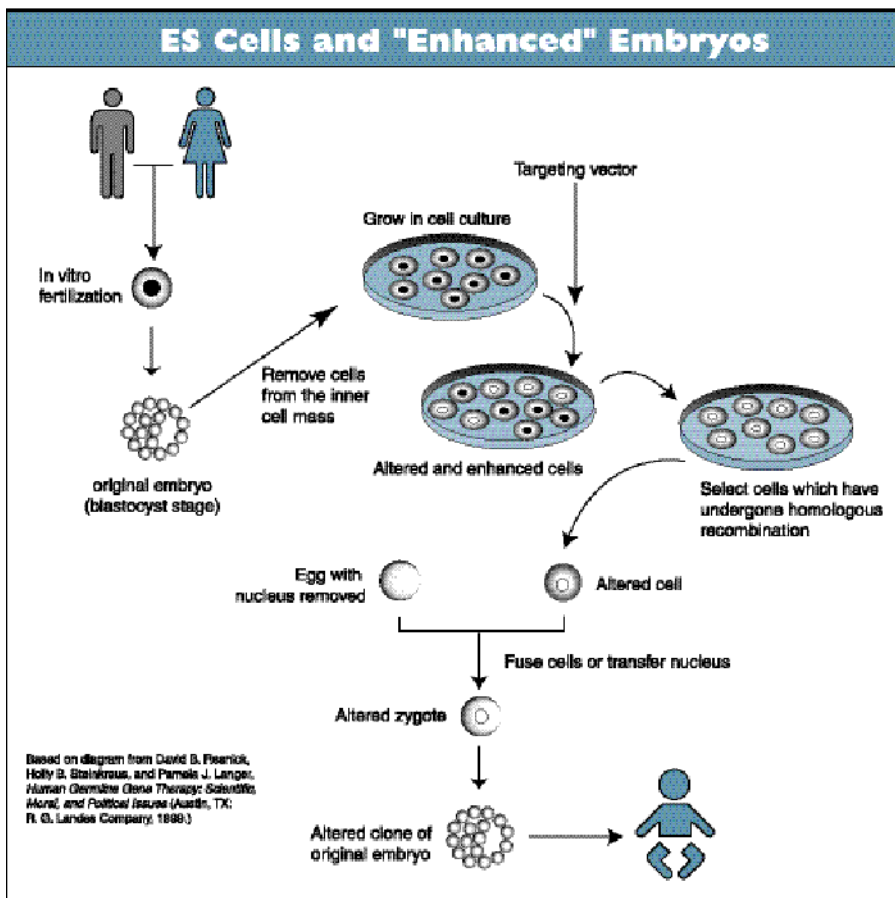 ES Cells and "Enhanced" Embryos
Targeting vector
Grow in cell culture
In vitro
fertilization
Remove cells
from the inner
cell mass
original embryo
(blastocyst stage)
Altered and enhanced cells
Select cells which have
undergone homologous
recombination
Egg with
nucleus removed
Altered cell
Fuse cells or transfer nucleus
Altered zygote
Based on diagram from David B. Resnick,
Holly B. Steinkraus, and Pamela J. Langer,
Human Germline Gene Therapy: Scientific,
Moral, and Political Issues (Austin, TX:
R. G. Landes Company, 1999.)
Altered clone of
original embryo